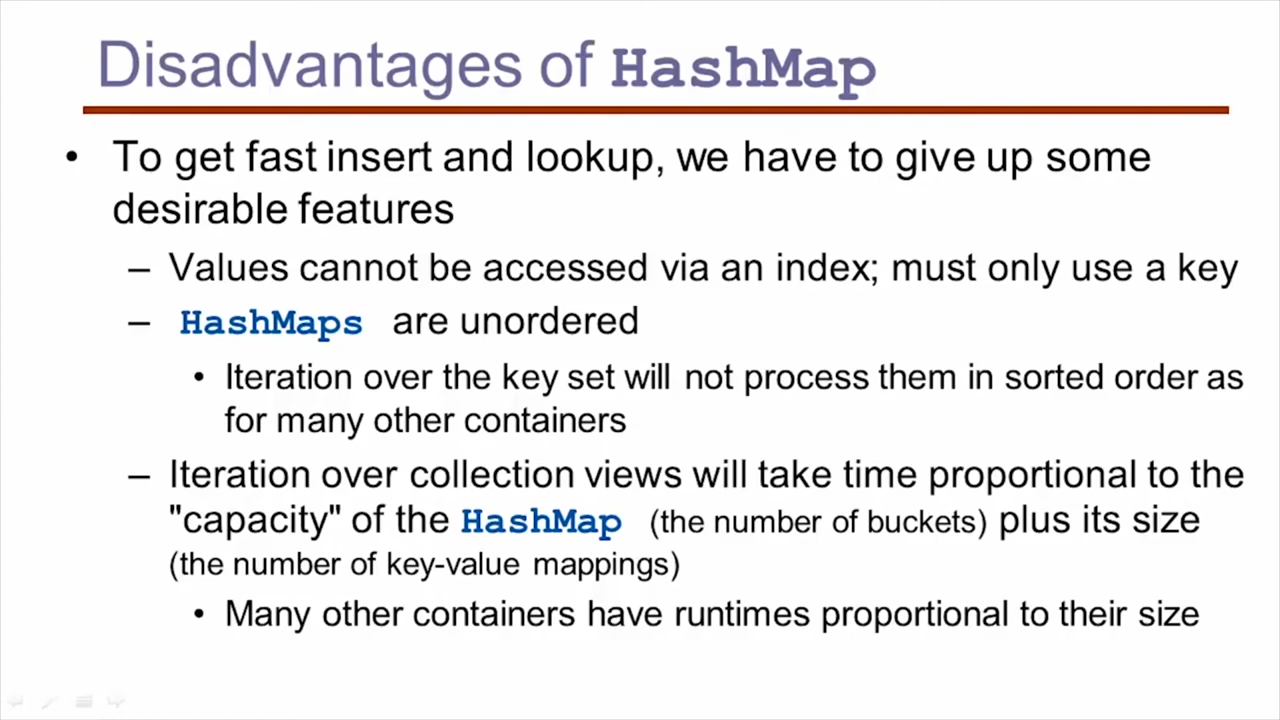 Disadvantages of HashMap
• To get fast insert and lookup, we have to give up some
desirable features
– Values cannot be accessed via an index; must only use a key
– HashMaps are unordered
• Iteration over the key set will not process them in sorted order as
for many other containers
– Iteration over collection views will take time proportional to the
"capacity" of the HashMap (the number of buckets) plus its size
(the number of key-value mappings)
• Many other containers have runtimes proportional to their size